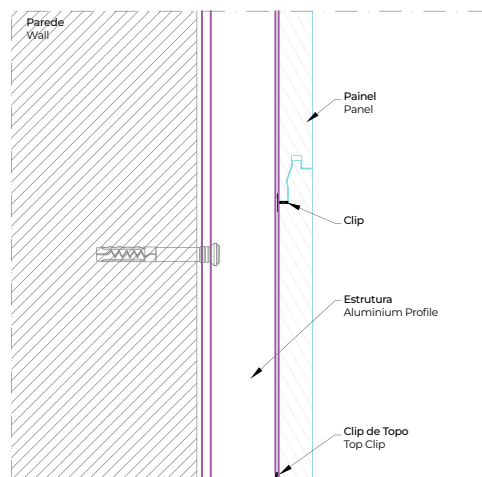 Parede
Wall
Painel
Panel
Clip
Estrutura
Aluminium Profile
Clip de Topo
Top Clip